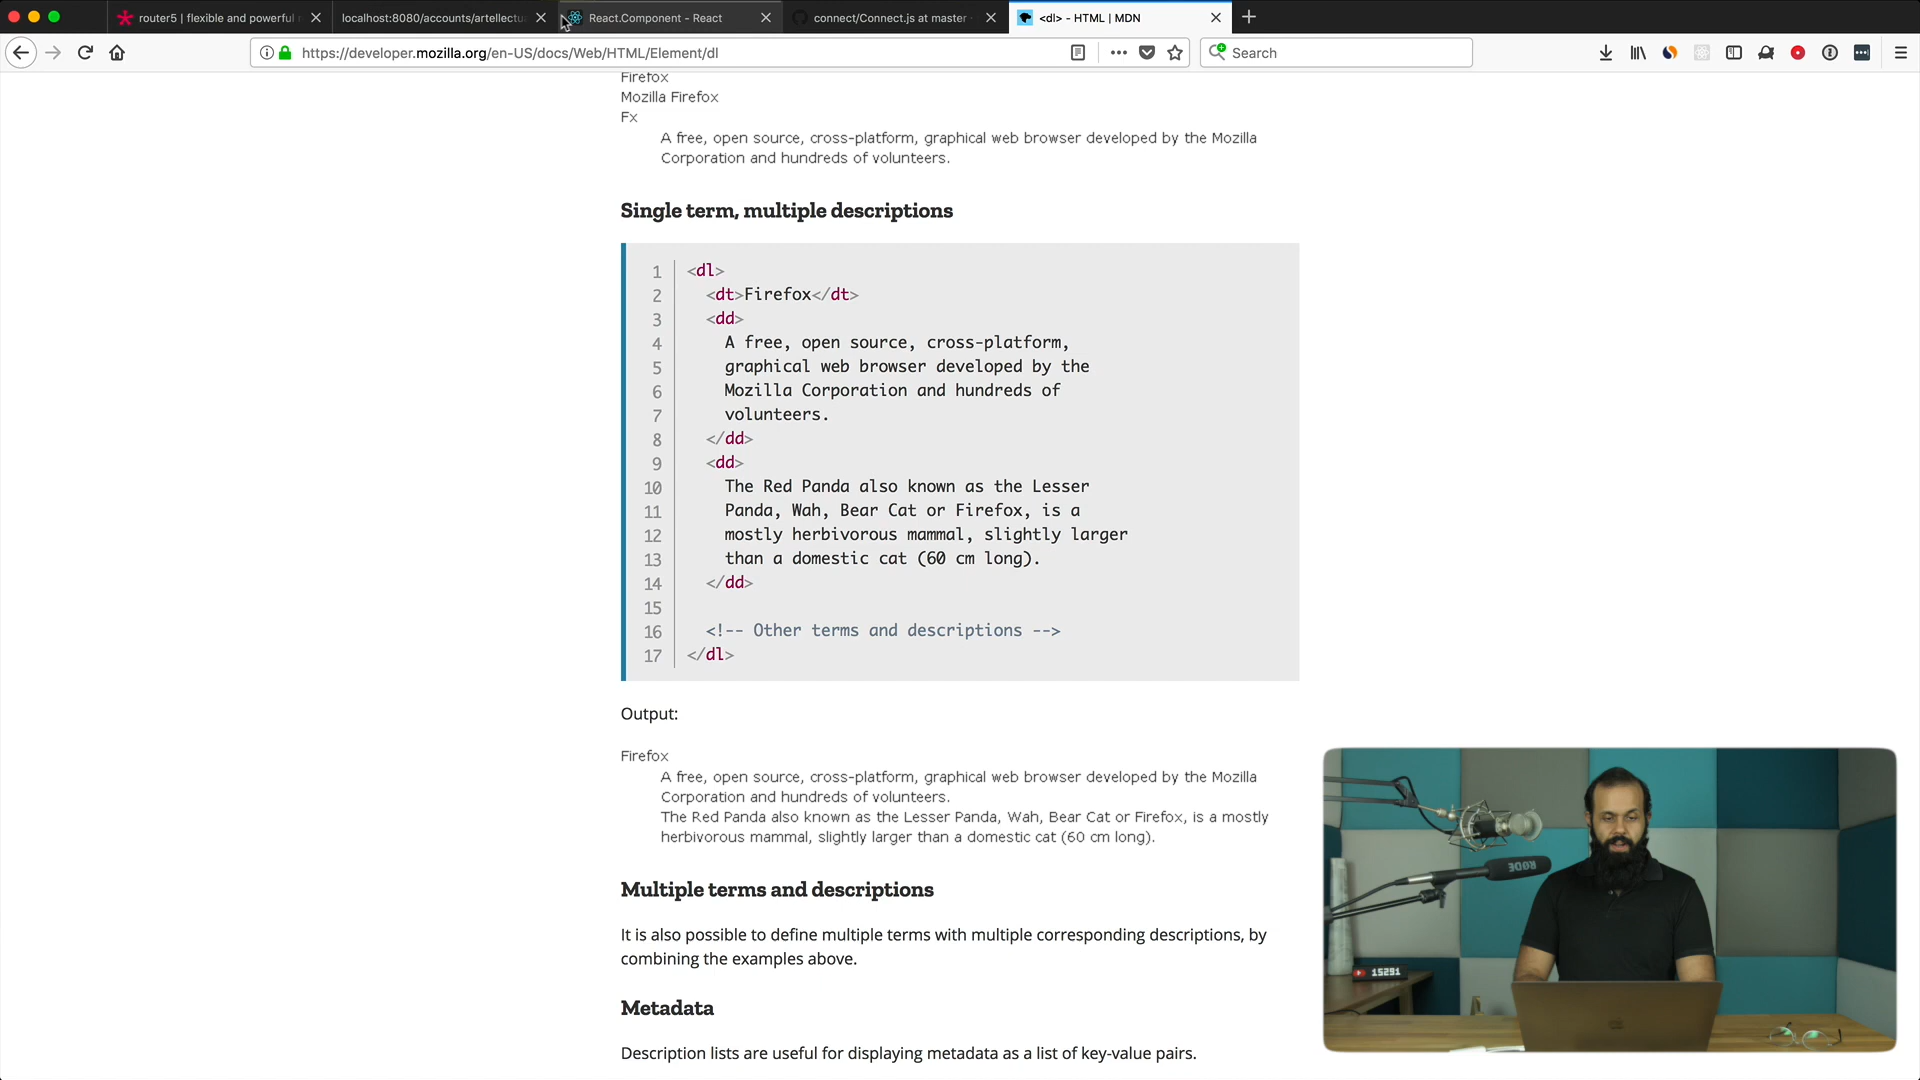 router5 | flexible and powerful
localhost:8080/accounts/artellectu
React.Component - React
connect/Connect.js at master
<dl> - HTML | MDN
https://developer.mozilla.org/en-US/docs/Web/HTML/Element/dl
Search
Firefox
Mozilla Firefox
Fx
A free, open source, cross-platform, graphical web browser developed by the Mozilla
Corporation and hundreds of volunteers.
Single term, multiple descriptions
1 <dl>
2 <dt>Firefox</dt>
3 <dd>
4 A free, open source, cross-platform,
5 graphical web browser developed by the
6 Mozilla Corporation and hundreds of
7 volunteers.
8 </dd>
9 <dd>
10 The Red Panda also known as the Lesser
11 Panda, Wah, Bear Cat or Firefox, is a
12 mostly herbivorous mammal, slightly larger
13 than a domestic cat (60 cm long).
14 </dd>
15
16 <!-- Other terms and descriptions -->
17 </dl>
Output:
Firefox
A free, open source, cross-platform, graphical web browser developed by the Mozilla
Corporation and hundreds of volunteers.
The Red Panda also known as the Lesser Panda, Wah, Bear Cat or Firefox, is a mostly
herbivorous mammal, slightly larger than a domestic cat (60 cm long).
RØDE
15291
Multiple terms and descriptions
It is also possible to define multiple terms with multiple corresponding descriptions, by
combining the examples above.
Metadata
Description lists are useful for displaying metadata as a list of key-value pairs.